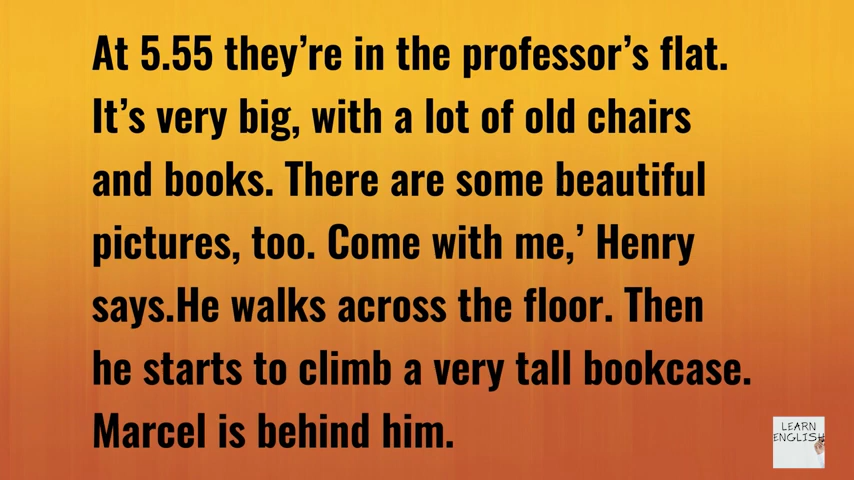 At 5.55 they’re in the professor’s flat.
It’s very big, with a lot of old chairs
and books. There are some beautiful
pictures, too. Come with me,’ Henry
says.He walks across the floor. Then
he starts to climb a very tall bookcase.
Marcel is behind him.
LEARN
ENGLISH